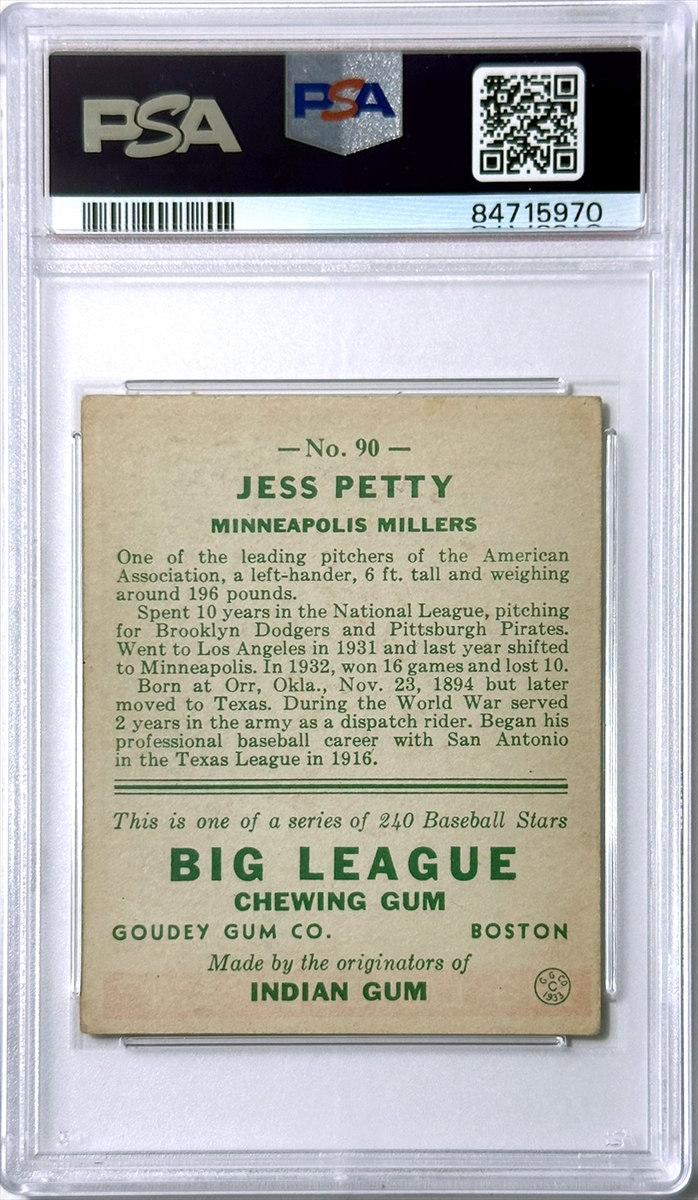 PSA
PSA
84715970
— No. 90 —
JESS PETTY
MINNEAPOLIS MILLERS
One of the leading pitchers of the American
Association, a left-hander, 6 ft. tall and weighing
around 196 pounds.
Spent 10 years in the National League, pitching
for Brooklyn Dodgers and Pittsburgh Pirates.
Went to Los Angeles in 1931 and last year shifted
to Minneapolis. In 1932, won 16 games and lost 10.
Born at Orr, Okla., Nov. 23, 1894 but later
moved to Texas. During the World War served
2 years in the army as a dispatch rider. Began his
professional baseball career with San Antonio
in the Texas League in 1916.
This is one of a series of 240 Baseball Stars
BIG LEAGUE
CHEWING GUM
GOUDEY GUM CO. BOSTON
Made by the originators of
INDIAN GUM
G. G. CO.
C
1933